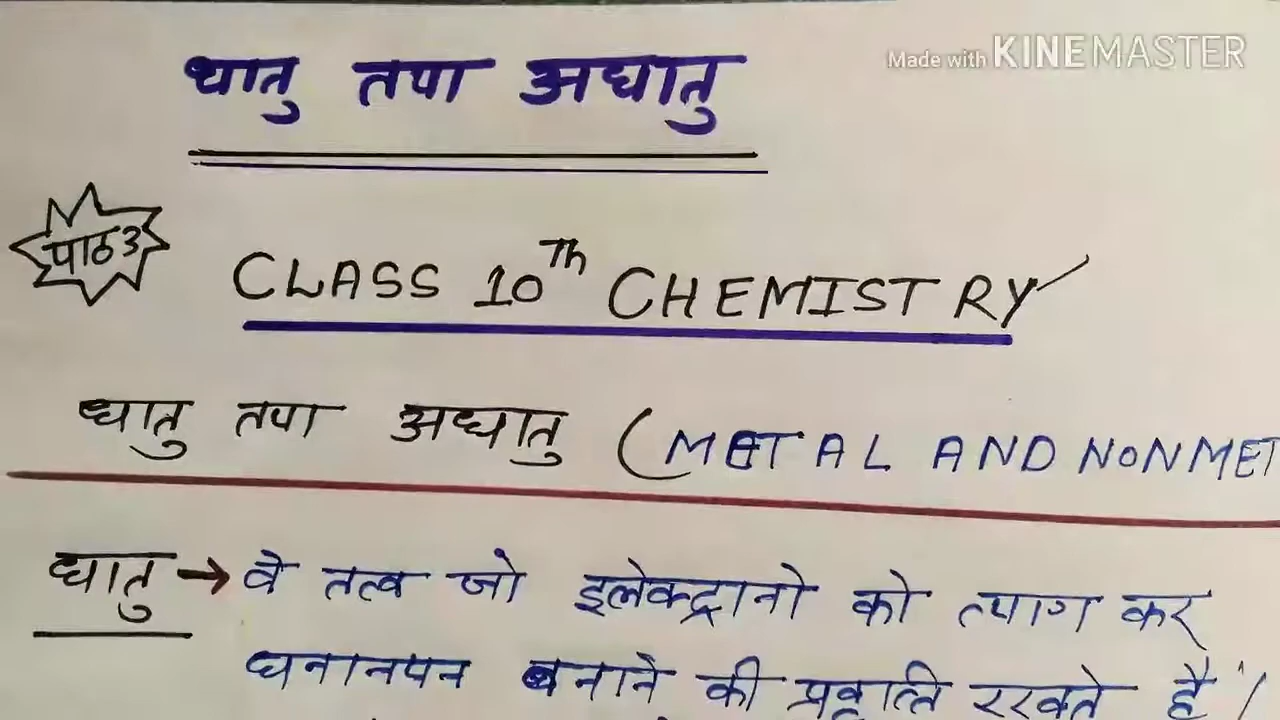 Made with KINEMASTER
धातु तथा अधातु
पाठ 3
CLASS 10Th CHEMISTRY
धातु तथा अधातु (METAL AND NONMET
धातु → वे तत्व जो इलेक्ट्रानो को त्याग कर
धनानयन बनाने की प्रवृत्ति रखते है।